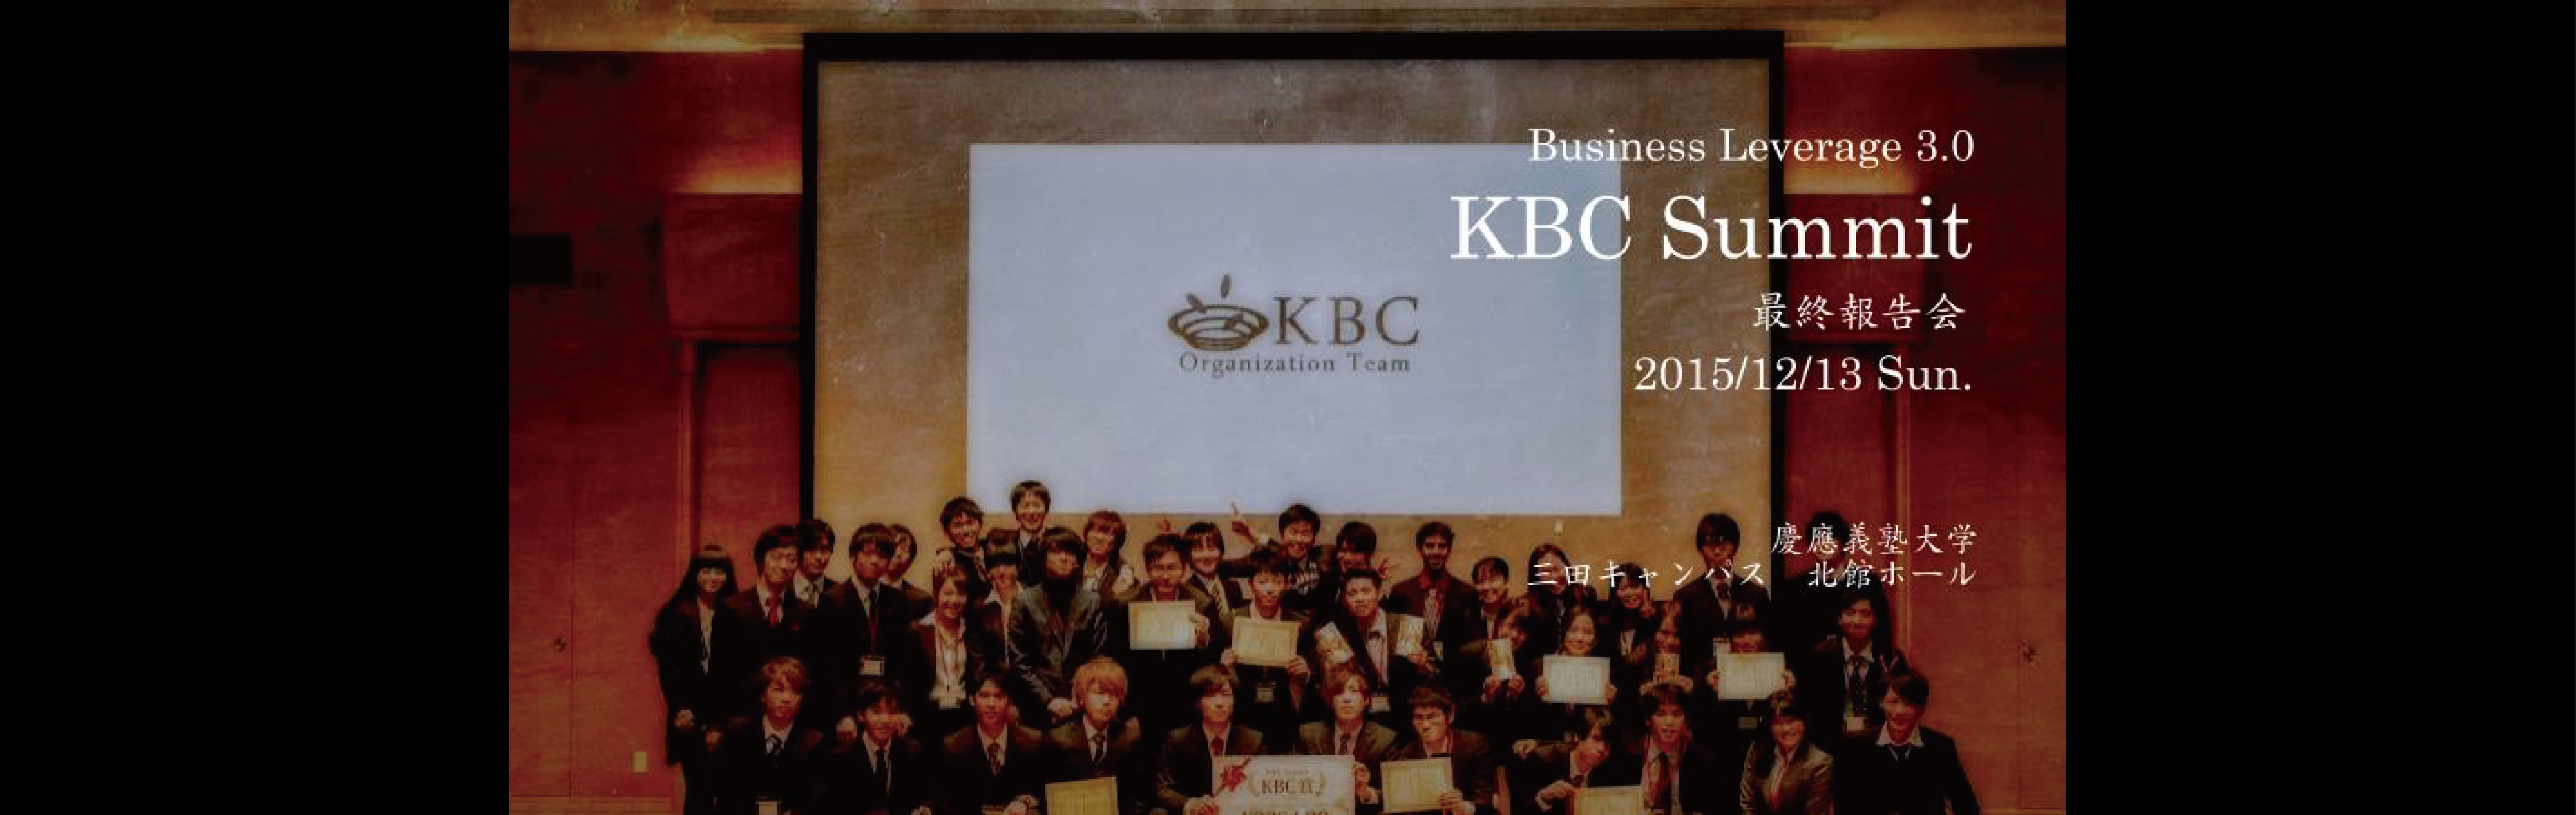 Business Leverage 3.0
KBC Summit
最終報告会
2015/12/13 Sun.
KBC
Organization Team
慶應義塾大学
三田キャンパス 北館ホール
KBC賞